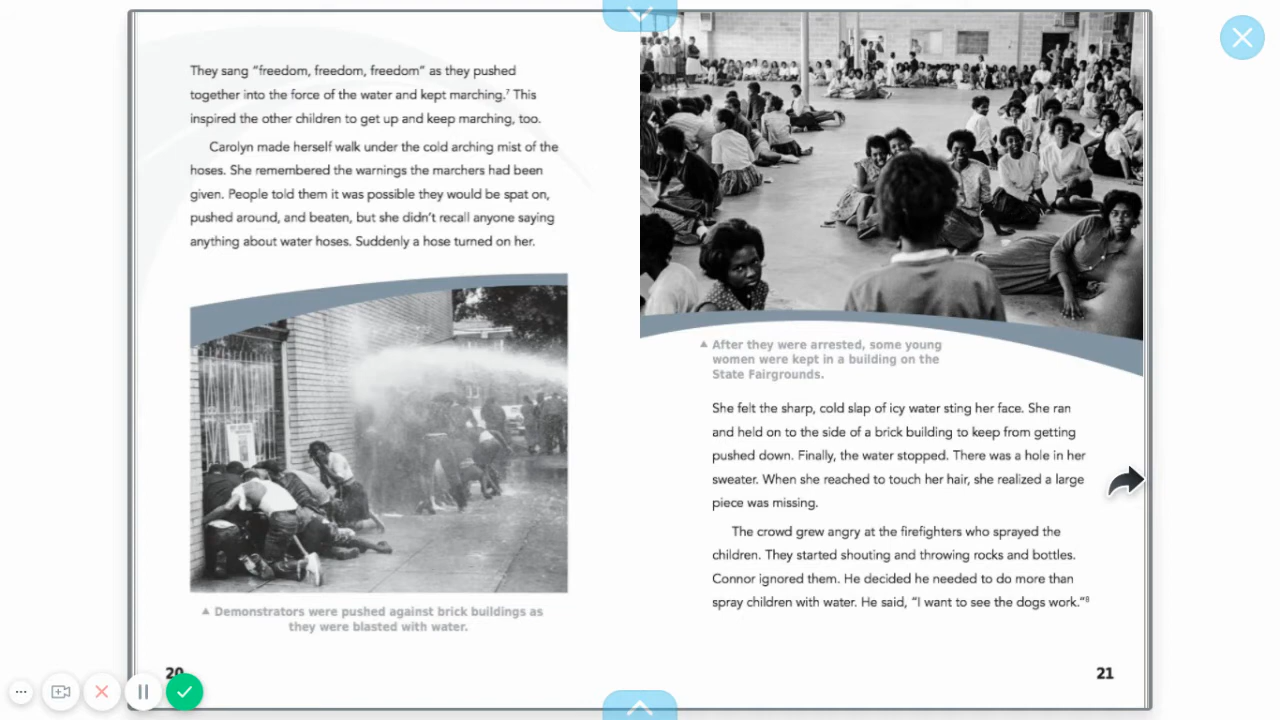 They sang “freedom, freedom, freedom” as they pushed
together into the force of the water and kept marching.⁷ This
inspired the other children to get up and keep marching, too.
Carolyn made herself walk under the cold arching mist of the
hoses. She remembered the warnings the marchers had been
given. People told them it was possible they would be spat on,
pushed around, and beaten, but she didn’t recall anyone saying
anything about water hoses. Suddenly a hose turned on her.
▲ Demonstrators were pushed against brick buildings as
they were blasted with water.
20
▲ After they were arrested, some young
women were kept in a building on the
State Fairgrounds.
She felt the sharp, cold slap of icy water sting her face. She ran
and held on to the side of a brick building to keep from getting
pushed down. Finally, the water stopped. There was a hole in her
sweater. When she reached to touch her hair, she realized a large
piece was missing.
The crowd grew angry at the firefighters who sprayed the
children. They started shouting and throwing rocks and bottles.
Connor ignored them. He decided he needed to do more than
spray children with water. He said, “I want to see the dogs work.”⁸
21